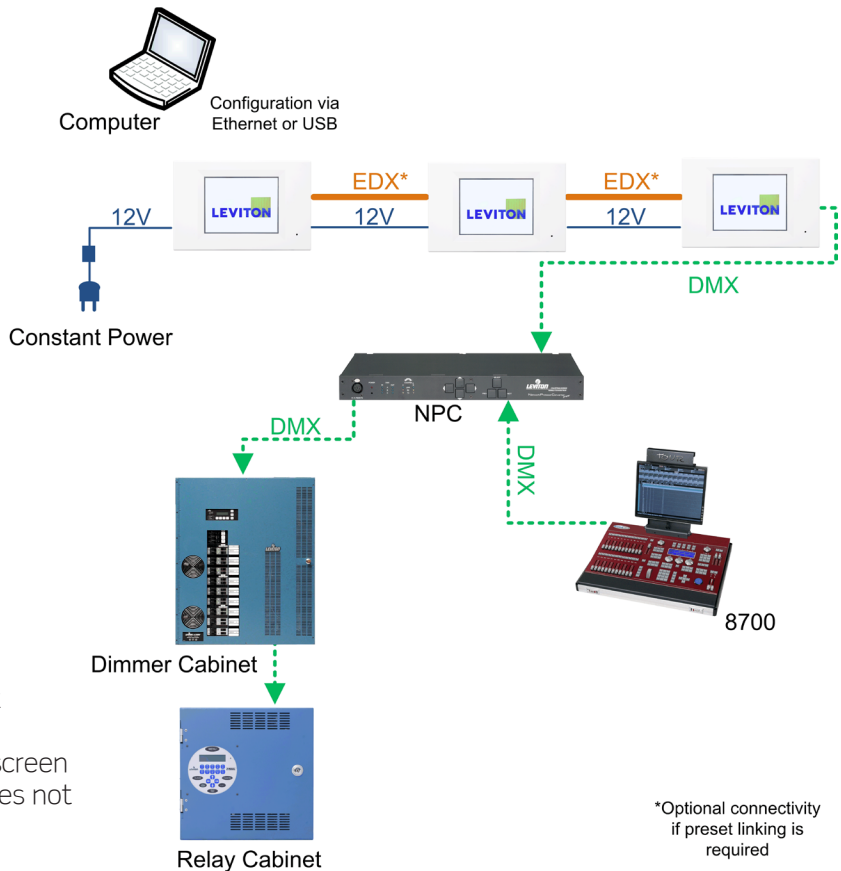 Computer
Configuration via
Ethernet or USB
EDX*
EDX*
12V
12V
12V
LEVITON
LEVITON
LEVITON
DMX
Constant Power
NPC
DMX
DMX
8700
Dimmer Cabinet
screen
es not
Relay Cabinet
*Optional connectivity
if preset linking is
required